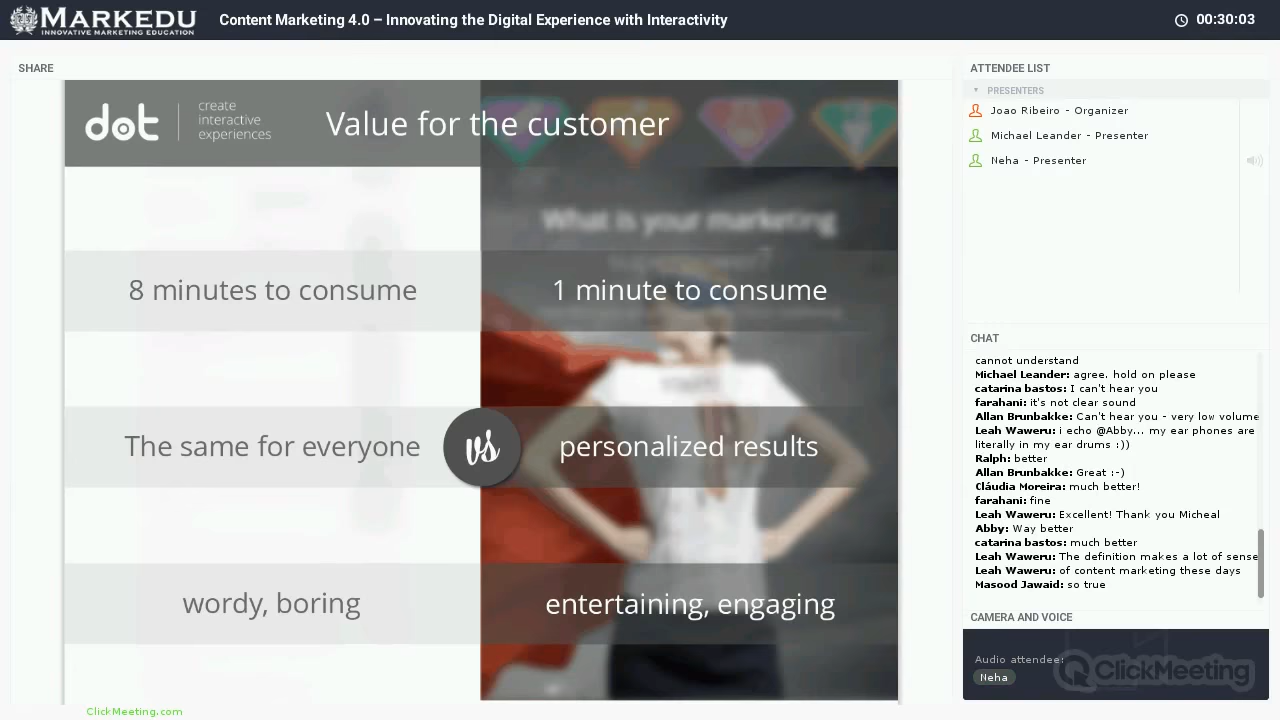 MARKEDU
INNOVATIVE MARKETING EDUCATION
Content Marketing 4.0 – Innovating the Digital Experience with Interactivity
00:30:03
SHARE
dot
create
interactive
experiences
Value for the customer
What is your marketing
superpower?
8 minutes to consume
1 minute to consume
The same for everyone
vs
personalized results
wordy, boring
entertaining, engaging
ClickMeeting.com
ATTENDEE LIST
PRESENTERS
Joao Ribeiro - Organizer
Michael Leander - Presenter
Neha - Presenter
CHAT
cannot understand
Michael Leander: agree. hold on please
catarina bastos: I can't hear you
farahani: it's not clear sound
Allan Brunbakke: Can't hear you - very low volume
Leah Waweru: i echo @Abby... my ear phones are
literally in my ear drums :))
Ralph: better
Allan Brunbakke: Great :-)
Cláudia Moreira: much better!
farahani: fine
Leah Waweru: Excellent! Thank you Micheal
Abby: Way better
catarina bastos: much better
Leah Waweru: The definition makes a lot of sense
Leah Waweru: of content marketing these days
Masood Jawaid: so true
CAMERA AND VOICE
Audio attendee:
Neha
ClickMeeting